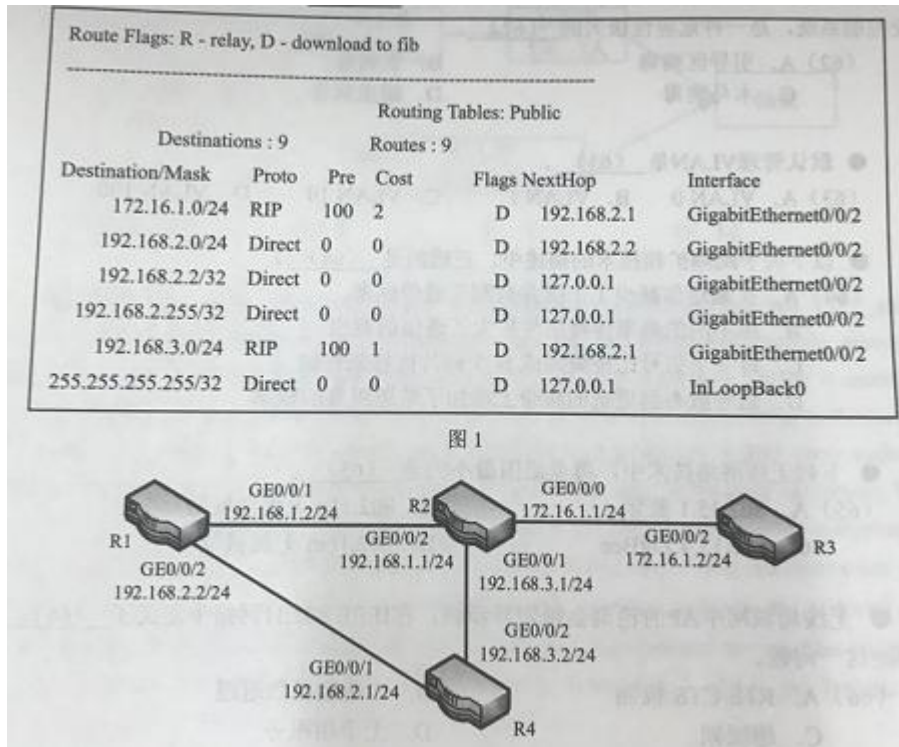 Route Flags: R - relay, D - download to fib
Routing Tables: Public
Destinations : 9 Routes : 9
Destination/Mask Proto Pre Cost Flags NextHop Interface
172.16.1.0/24 RIP 100 2 D 192.168.2.1 GigabitEthernet0/0/2
192.168.2.0/24 Direct 0 0 D 192.168.2.2 GigabitEthernet0/0/2
192.168.2.2/32 Direct 0 0 D 127.0.0.1 GigabitEthernet0/0/2
192.168.2.255/32 Direct 0 0 D 127.0.0.1 GigabitEthernet0/0/2
192.168.3.0/24 RIP 100 1 D 192.168.2.1 GigabitEthernet0/0/2
255.255.255.255/32 Direct 0 0 D 127.0.0.1 InLoopBack0
图 1
GE0/0/1
192.168.1.2/24
R2
GE0/0/0
172.16.1.1/24
R1
GE0/0/2
192.168.1.1/24
GE0/0/2
172.16.1.2/24
R3
GE0/0/2
192.168.2.2/24
GE0/0/1
192.168.3.1/24
GE0/0/2
192.168.3.2/24
GE0/0/1
192.168.2.1/24
R4